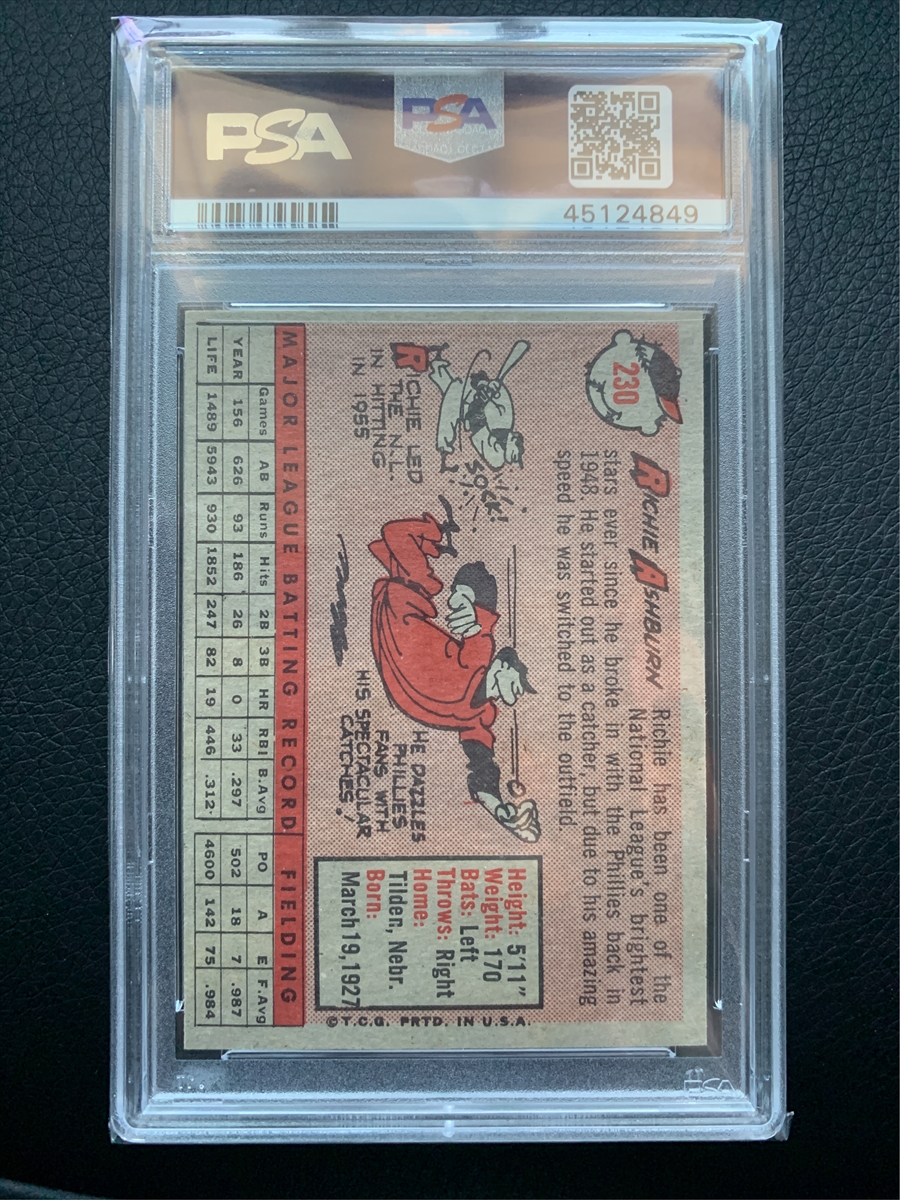 PSA
PSA
45124849
230
RICHIE ASHBURN
Richie has been one of the
National League's brightest
stars ever since he broke in with the Phillies back in
1948. He started out as a catcher, but due to his amazing
speed he was switched to the outfield.
SOCK!
RICHIE LED
THE N.L
IN HITTING
IN 1955
HE DAZZLES
PHILLIES
FANS WITH
HIS SPECTACULAR
CATCHES!
Height: 5'11"
Weight: 170
Bats: Left
Throws: Right
Home:
Tilden, Nebr.
Born:
March 19, 1927
© T.C.G. PRTD. IN U.S.A.
MAJOR LEAGUE BATTING RECORD FIELDING
Games AB Runs Hits 2B 3B HR RBI B.Avg PO A E F.Avg
YEAR 156 626 93 186 26 8 0 33 .297 502 18 7 .987
LIFE 1489 5943 930 1852 247 82 19 446 .312 4600 142 75 .984
PSA